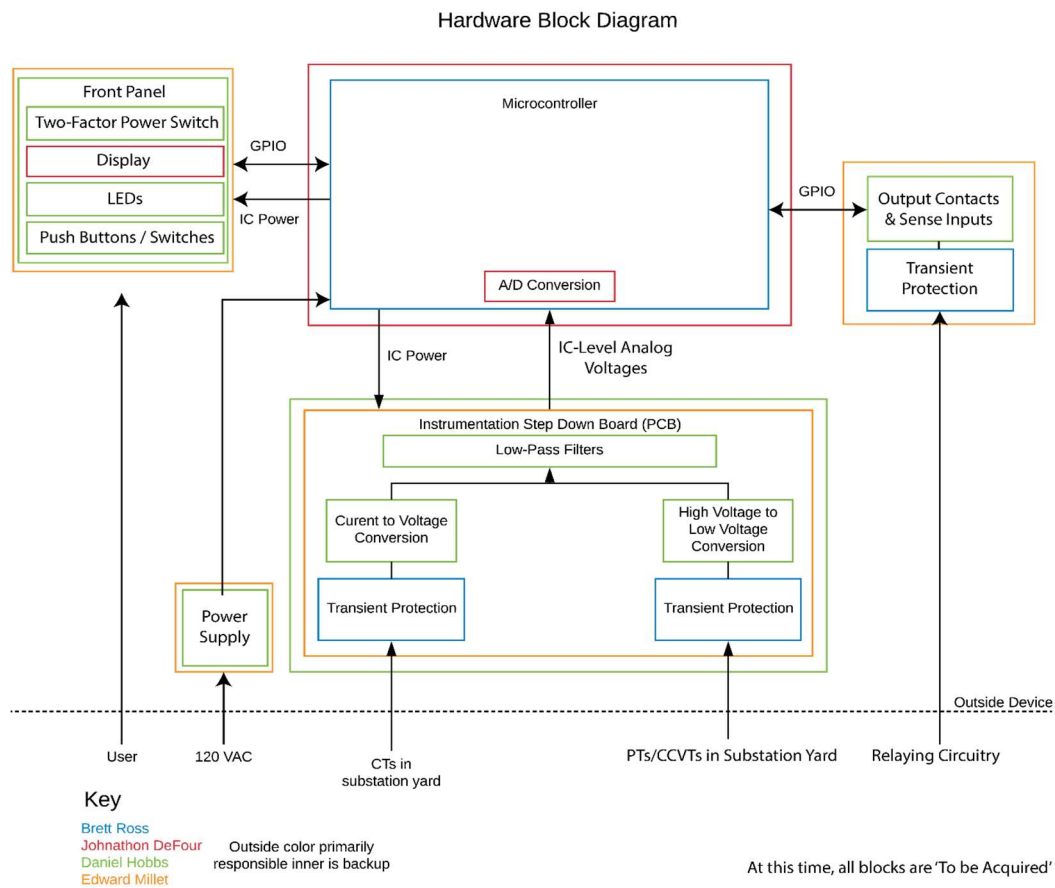 Hardware Block Diagram
Front Panel
Two-Factor Power Switch
Display
LEDs
Push Buttons / Switches
GPIO
IC Power
Microcontroller
A/D Conversion
GPIO
Output Contacts
& Sense Inputs
Transient
Protection
IC Power
IC-Level Analog
Voltages
Instrumentation Step Down Board (PCB)
Low-Pass Filters
Curent to Voltage
Conversion
High Voltage to
Low Voltage
Conversion
Transient Protection
Transient Protection
Power
Supply
Outside Device
User
120 VAC
CTs in
substation yard
PTs/CCVTs in Substation Yard
Relaying Circuitry
Key
Brett Ross
Johnathon DeFour
Daniel Hobbs
Edward Millet
Outside color primarily
responsible inner is backup
At this time, all blocks are 'To be Acquired'